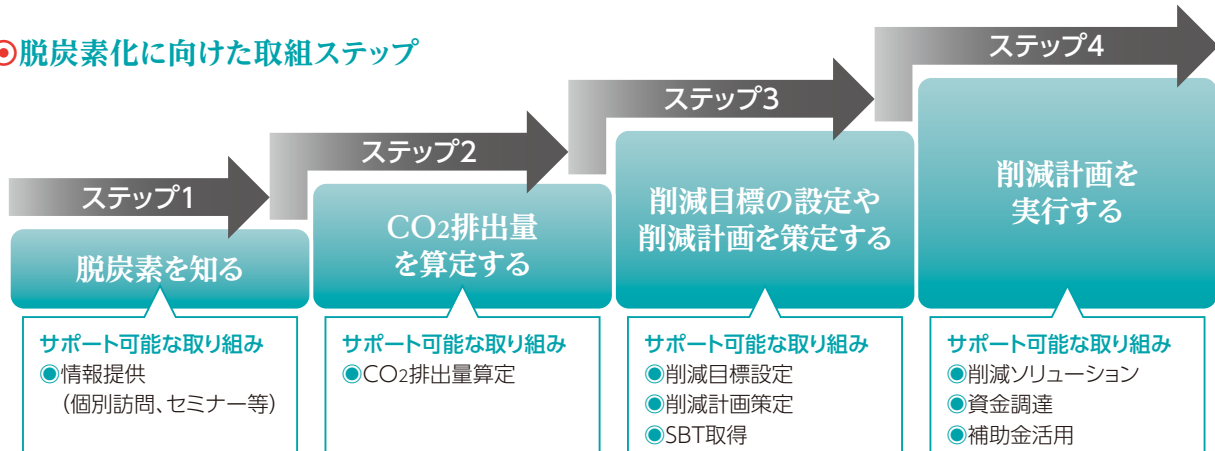 ◉脱炭素化に向けた取組ステップ
ステップ1
脱炭素を知る
サポート可能な取り組み
◉情報提供
(個別訪問、セミナー等)
ステップ2
CO2排出量
を算定する
サポート可能な取り組み
◉CO2排出量算定
ステップ3
削減目標の設定や
削減計画を策定する
サポート可能な取り組み
◉削減目標設定
◉削減計画策定
◉SBT取得
ステップ4
削減計画を
実行する
サポート可能な取り組み
◉削減ソリューション
◉資金調達
◉補助金活用